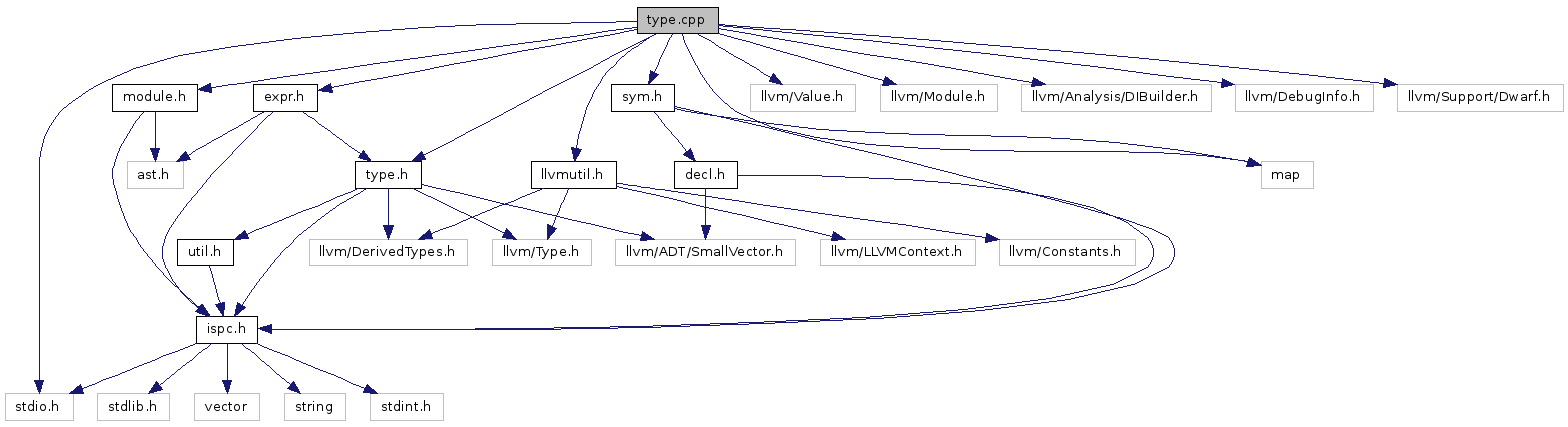 type.cpp
module.h
expr.h
sym.h
llvm/Value.h
llvm/Module.h
llvm/Analysis/DIBuilder.h
llvm/DebugInfo.h
llvm/Support/Dwarf.h
ast.h
type.h
llvmutil.h
decl.h
map
util.h
llvm/DerivedTypes.h
llvm/Type.h
llvm/ADT/SmallVector.h
llvm/LLVMContext.h
llvm/Constants.h
ispc.h
stdio.h
stdlib.h
vector
string
stdint.h